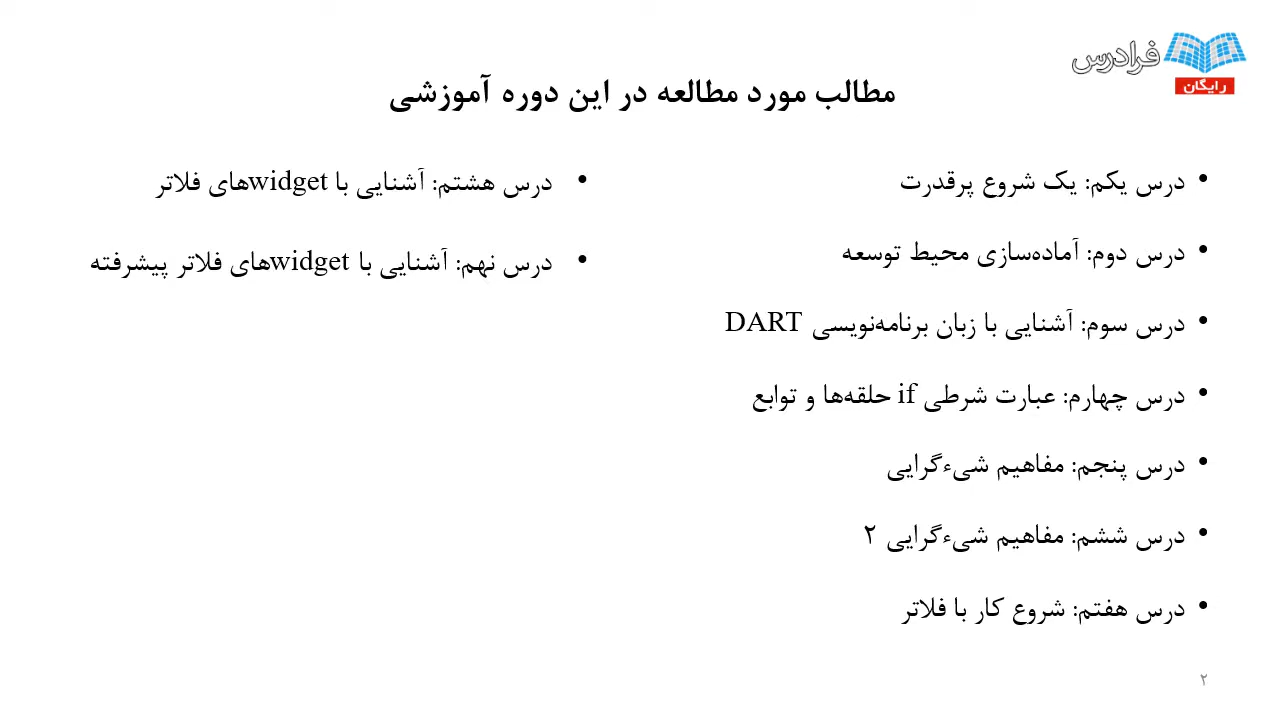 فرادرس
رایگان
مطالب مورد مطالعه در این دوره آموزشی
• درس یکم: یک شروع پرقدرت
• درس دوم: آماده‌سازی محیط توسعه
• درس سوم: آشنایی با زبان برنامه‌نویسی DART
• درس چهارم: عبارت شرطی if حلقه‌ها و توابع
• درس پنجم: مفاهیم شیءگرایی
• درس ششم: مفاهیم شیءگرایی ۲
• درس هفتم: شروع کار با فلاتر
• درس هشتم: آشنایی با widgetهای فلاتر
• درس نهم: آشنایی با widgetهای فلاتر پیشرفته
۲